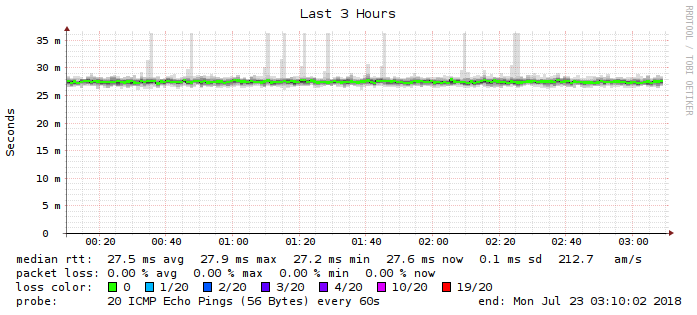 Last 3 Hours
RRDTOOL / TOBI OETIKER
Seconds
35 m
30 m
25 m
20 m
15 m
10 m
5 m
0
00:20 00:40 01:00 01:20 01:40 02:00 02:20 02:40 03:00
median rtt: 27.5 ms avg 27.9 ms max 27.2 ms min 27.6 ms now 0.1 ms sd 212.7 am/s
packet loss: 0.00 % avg 0.00 % max 0.00 % min 0.00 % now
loss color: 0 1/20 2/20 3/20 4/20 10/20 19/20
probe: 20 ICMP Echo Pings (56 Bytes) every 60s end: Mon Jul 23 03:10:02 2018